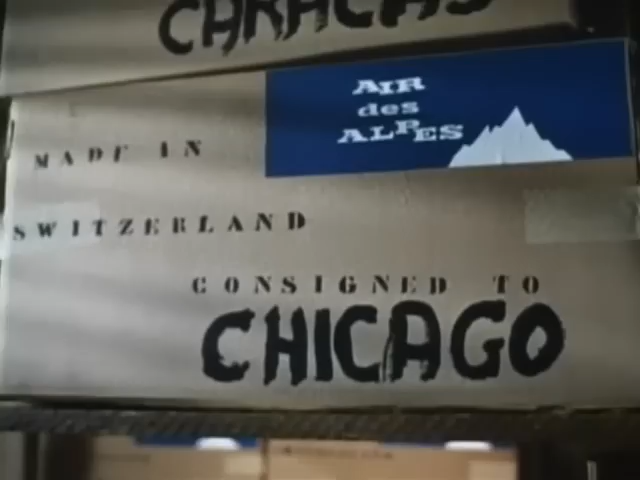 CARACAS
AIR
des
ALPES
MADE IN
SWITZERLAND
CONSIGNED TO
CHICAGO